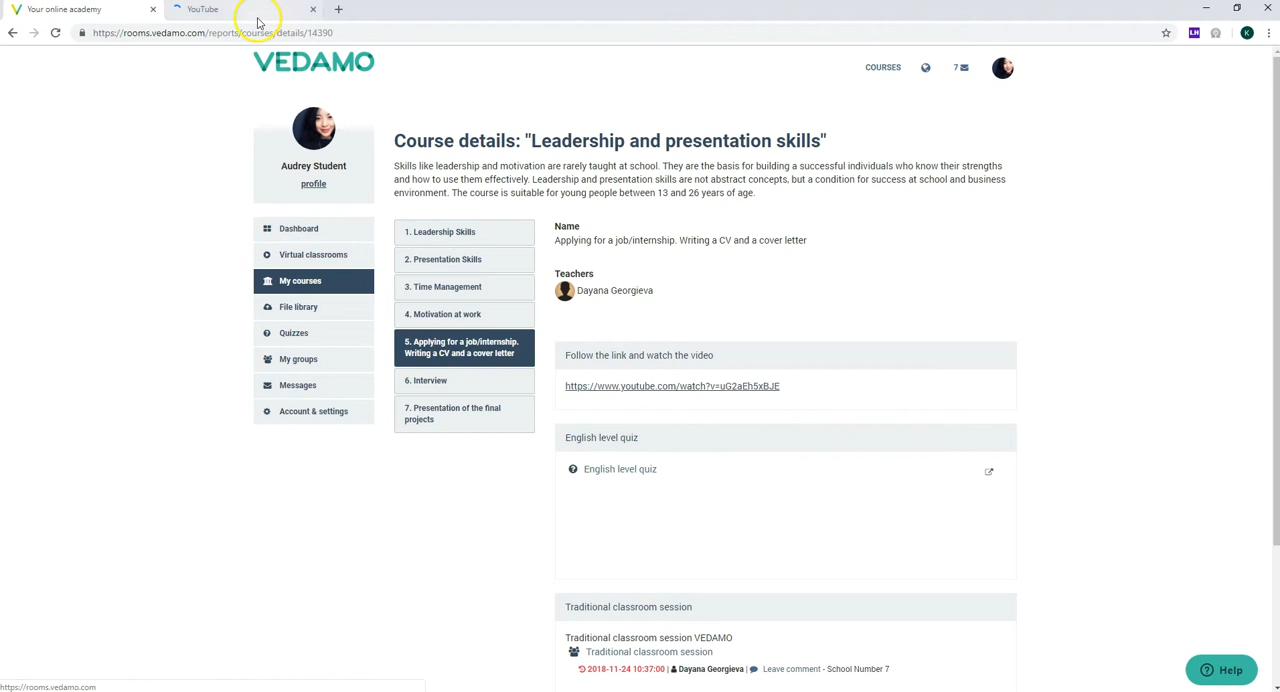 Your online academy
YouTube
https://rooms.vedamo.com/reports/courses/details/14390
LH
K
VEDAMO
COURSES
7
Audrey Student
profile
Dashboard
Virtual classrooms
My courses
File library
Quizzes
My groups
Messages
Account & settings
Course details: "Leadership and presentation skills"
Skills like leadership and motivation are rarely taught at school. They are the basis for building a successful individuals who know their strengths
and how to use them effectively. Leadership and presentation skills are not abstract concepts, but a condition for success at school and business
environment. The course is suitable for young people between 13 and 26 years of age.
1. Leadership Skills
2. Presentation Skills
3. Time Management
4. Motivation at work
5. Applying for a job/internship.
Writing a CV and a cover letter
6. Interview
7. Presentation of the final
projects
Name
Applying for a job/internship. Writing a CV and a cover letter
Teachers
Dayana Georgieva
Follow the link and watch the video
https://www.youtube.com/watch?v=uG2aEh5xBJE
English level quiz
English level quiz
Traditional classroom session
Traditional classroom session VEDAMO
Traditional classroom session
2018-11-24 10:37:00 | Dayana Georgieva | Leave comment - School Number 7
Help
https://rooms.vedamo.com